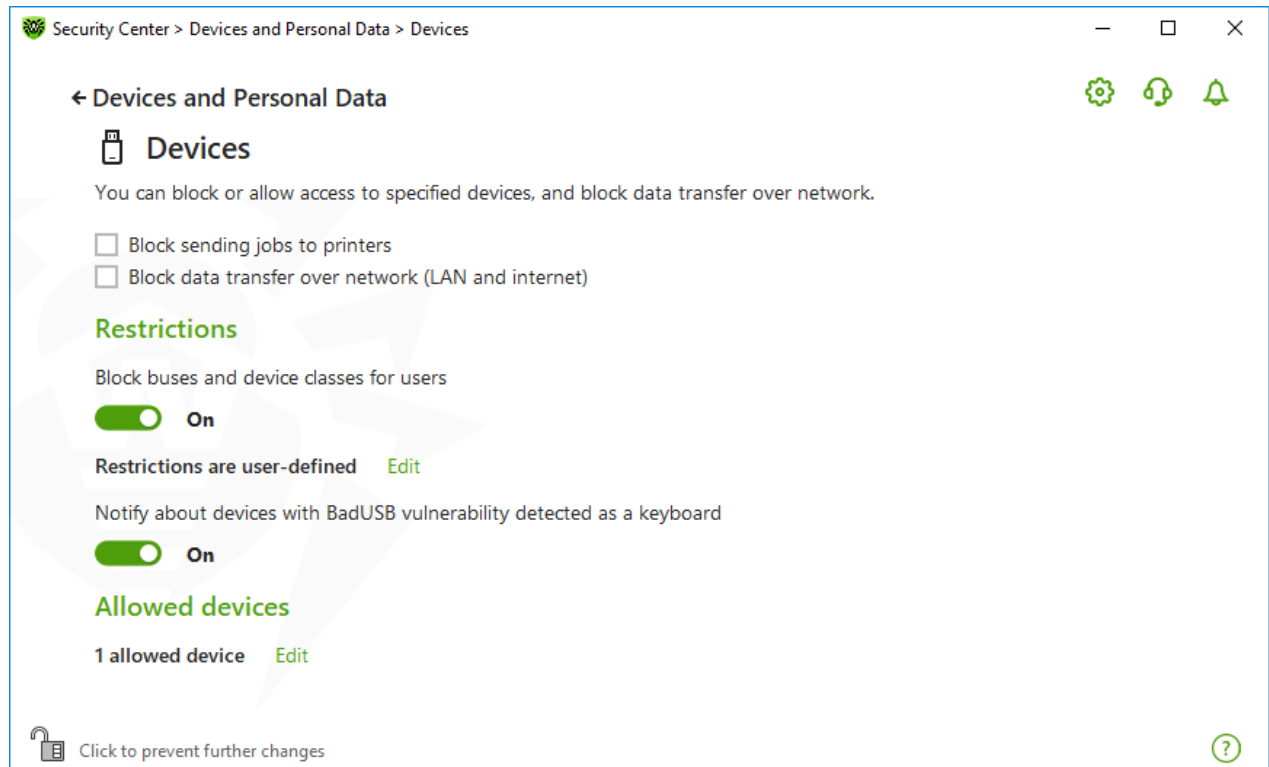 Security Center > Devices and Personal Data > Devices
Devices and Personal Data
Devices
You can block or allow access to specified devices, and block data transfer over network.
Block sending jobs to printers
Block data transfer over network (LAN and internet)
Restrictions
Block buses and device classes for users
On
Restrictions are user-defined Edit
Notify about devices with BadUSB vulnerability detected as a keyboard
On
Allowed devices
1 allowed device Edit
Click to prevent further changes
?